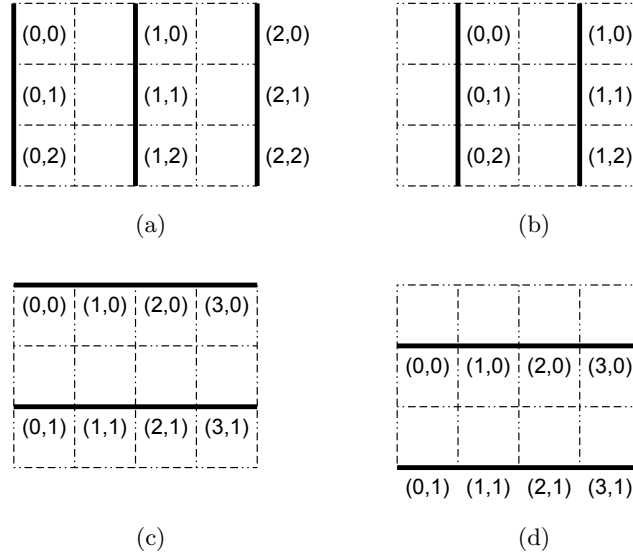 (0,0) (1,0) (2,0)
(0,1) (1,1) (2,1)
(0,2) (1,2) (2,2)
(a)
(0,0) (1,0)
(0,1) (1,1)
(0,2) (1,2)
(b)
(0,0) (1,0) (2,0) (3,0)
(0,1) (1,1) (2,1) (3,1)
(c)
(0,0) (1,0) (2,0) (3,0)
(0,1) (1,1) (2,1) (3,1)
(d)